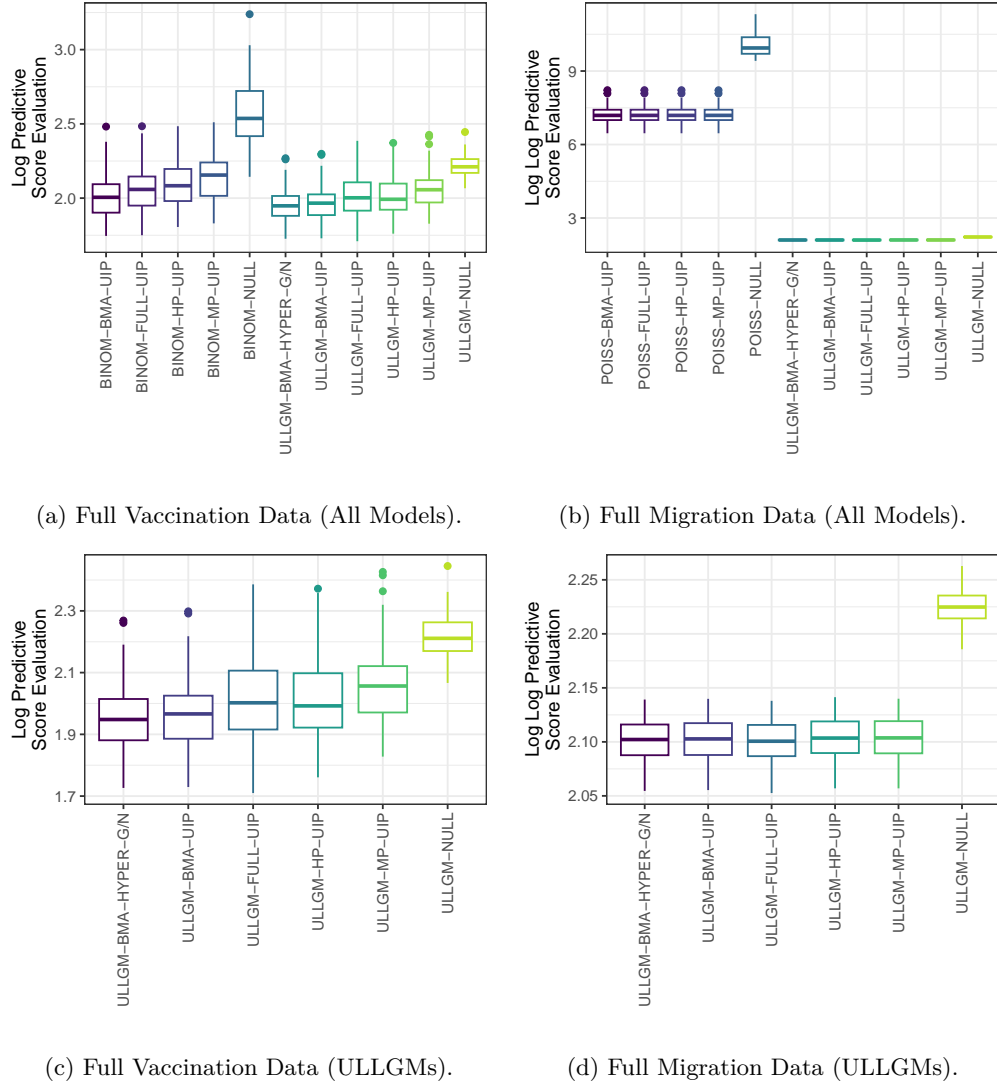 Log Predictive
Score Evaluation
3.0
2.5
2.0
BINOM−BMA−UIP
BINOM−FULL−UIP
BINOM−HP−UIP
BINOM−MP−UIP
BINOM−NULL
ULLGM−BMA−HYPER−G/N
ULLGM−BMA−UIP
ULLGM−FULL−UIP
ULLGM−HP−UIP
ULLGM−MP−UIP
ULLGM−NULL
(a) Full Vaccination Data (All Models).
Log Log Predictive
Score Evaluation
9
6
3
POISS−BMA−UIP
POISS−FULL−UIP
POISS−HP−UIP
POISS−MP−UIP
POISS−NULL
ULLGM−BMA−HYPER−G/N
ULLGM−BMA−UIP
ULLGM−FULL−UIP
ULLGM−HP−UIP
ULLGM−MP−UIP
ULLGM−NULL
(b) Full Migration Data (All Models).
Log Predictive
Score Evaluation
2.3
2.1
1.9
1.7
ULLGM−BMA−HYPER−G/N
ULLGM−BMA−UIP
ULLGM−FULL−UIP
ULLGM−HP−UIP
ULLGM−MP−UIP
ULLGM−NULL
(c) Full Vaccination Data (ULLGMs).
Log Log Predictive
Score Evaluation
2.25
2.20
2.15
2.10
2.05
ULLGM−BMA−HYPER−G/N
ULLGM−BMA−UIP
ULLGM−FULL−UIP
ULLGM−HP−UIP
ULLGM−MP−UIP
ULLGM−NULL
(d) Full Migration Data (ULLGMs).